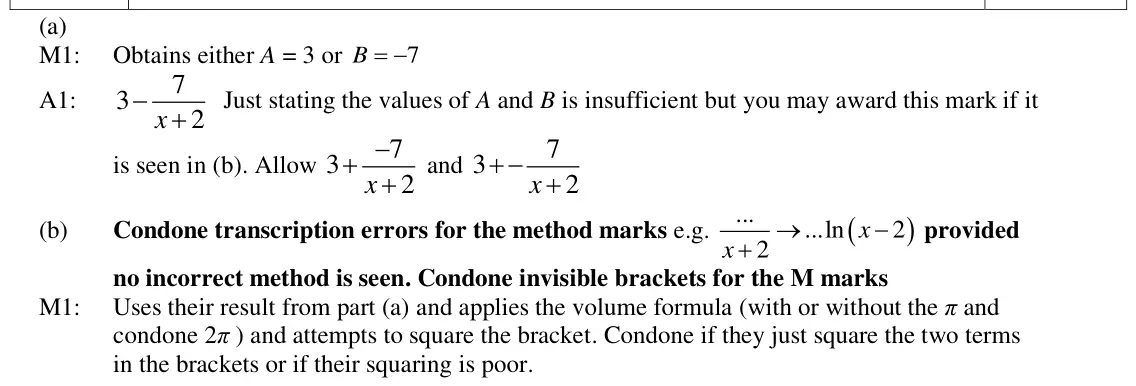 (a)
M1: Obtains either A = 3 or B = –7
A1: 3 − 7/(x + 2) Just stating the values of A and B is insufficient but you may award this mark if it
is seen in (b). Allow 3 + −7/(x + 2) and 3 + − 7/(x + 2)
(b) Condone transcription errors for the method marks e.g. .../(x + 2) → ...ln(x − 2) provided
no incorrect method is seen. Condone invisible brackets for the M marks
M1: Uses their result from part (a) and applies the volume formula (with or without the π and
condone 2π ) and attempts to square the bracket. Condone if they just square the two terms
in the brackets or if their squaring is poor.